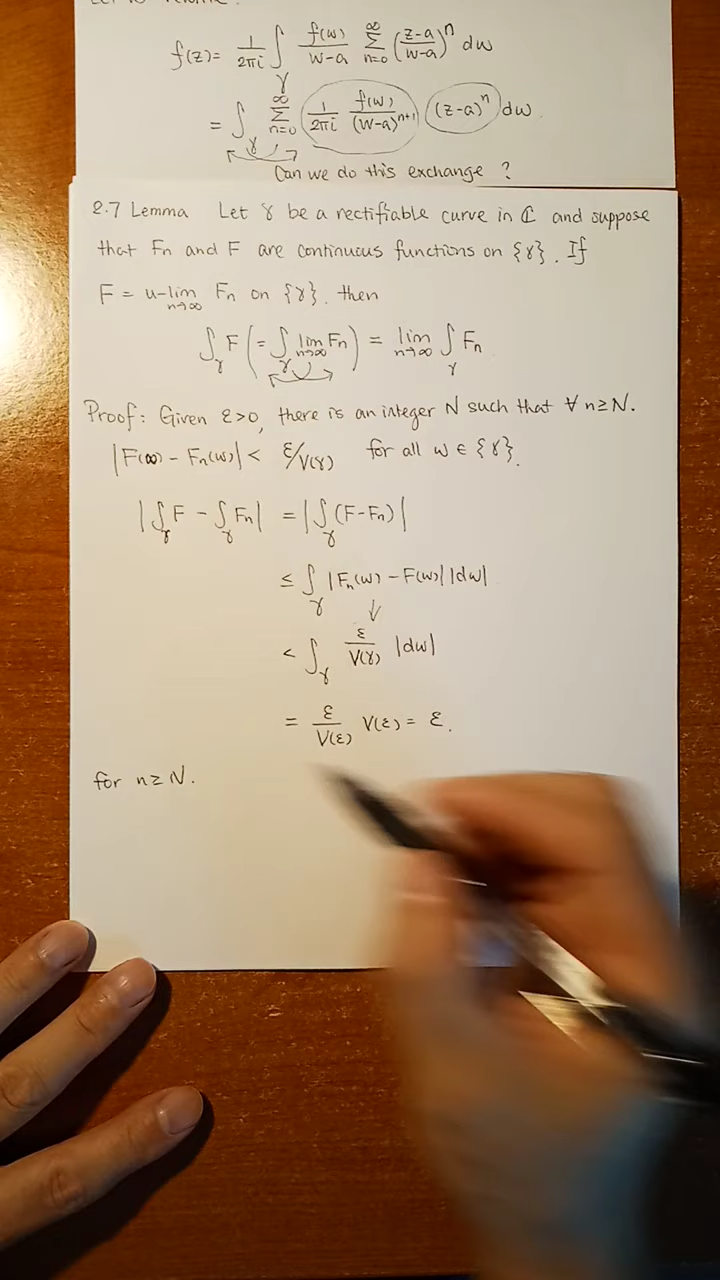 f(z) = 1/2πi ∫_γ f(w)/w-a ∑_{n=0}^{∞} (z-a/w-a)^n dw
= ∫_γ ∑_{n=0}^{∞} (1/2πi f(w)/(w-a)^{n+1}) (z-a)^n dw
Can we do this exchange ?
2.7 Lemma Let γ be a rectifiable curve in ℂ and suppose
that Fn and F are continuous functions on {γ}. If
F = u-lim_{n→∞} Fn on {γ}. then
∫_γ F (= ∫_γ lim_{n→∞} Fn) = lim_{n→∞} ∫_γ Fn
Proof: Given ε>0, there is an integer N such that ∀ n≥N.
|F(∞) - Fn(w)| < ε/V(γ) for all w ∈ {γ}.
|∫_γ F - ∫_γ Fn| = |∫_γ (F-Fn)|
≤ ∫_γ |Fn(w) - F(w)| |dw|
< ∫_γ ε/V(γ) |dw|
= ε/V(ε) V(ε) = ε.
for n≥N.